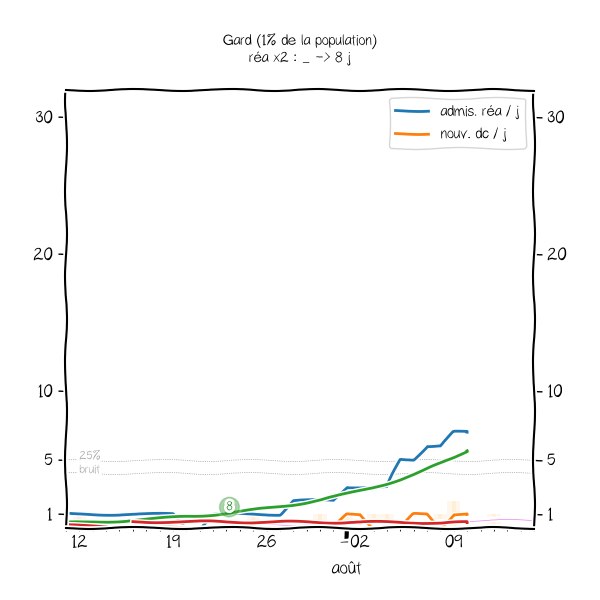 Gard (1% de la population)
réa x2 : _ -> 8 j
admis. réa / j
nouv. dc / j
30
30
20
20
10
10
5
5
25%
bruit
8
1
1
12
19
26
02
09
août